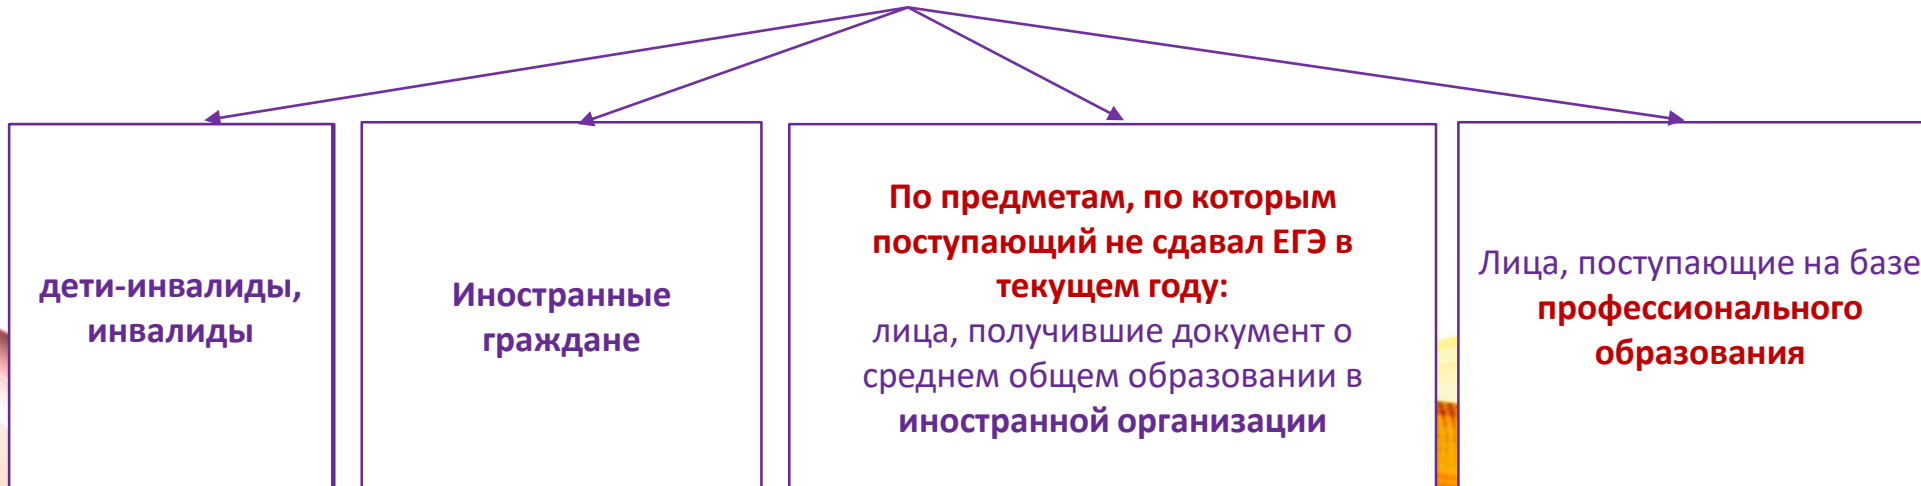 дети-инвалиды,
инвалиды
Иностранные
граждане
По предметам, по которым
поступающий не сдавал ЕГЭ в
текущем году:
лица, получившие документ о
среднем общем образовании в
иностранной организации
Лица, поступающие на базе
профессионального
образования